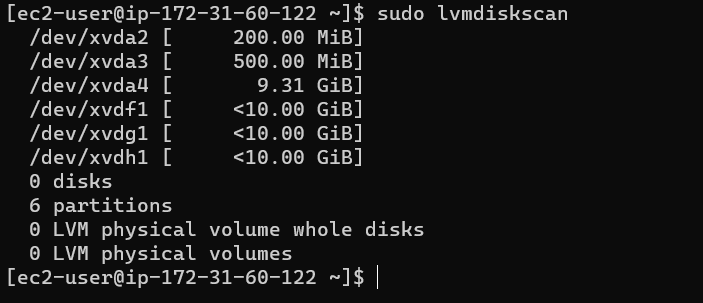 [ec2-user@ip-172-31-60-122 ~]$ sudo lvmdiskscan
  /dev/xvda2 [     200.00 MiB]
  /dev/xvda3 [     500.00 MiB]
  /dev/xvda4 [       9.31 GiB]
  /dev/xvdf1 [     <10.00 GiB]
  /dev/xvdg1 [     <10.00 GiB]
  /dev/xvdh1 [     <10.00 GiB]
  0 disks
  6 partitions
  0 LVM physical volume whole disks
  0 LVM physical volumes
[ec2-user@ip-172-31-60-122 ~]$